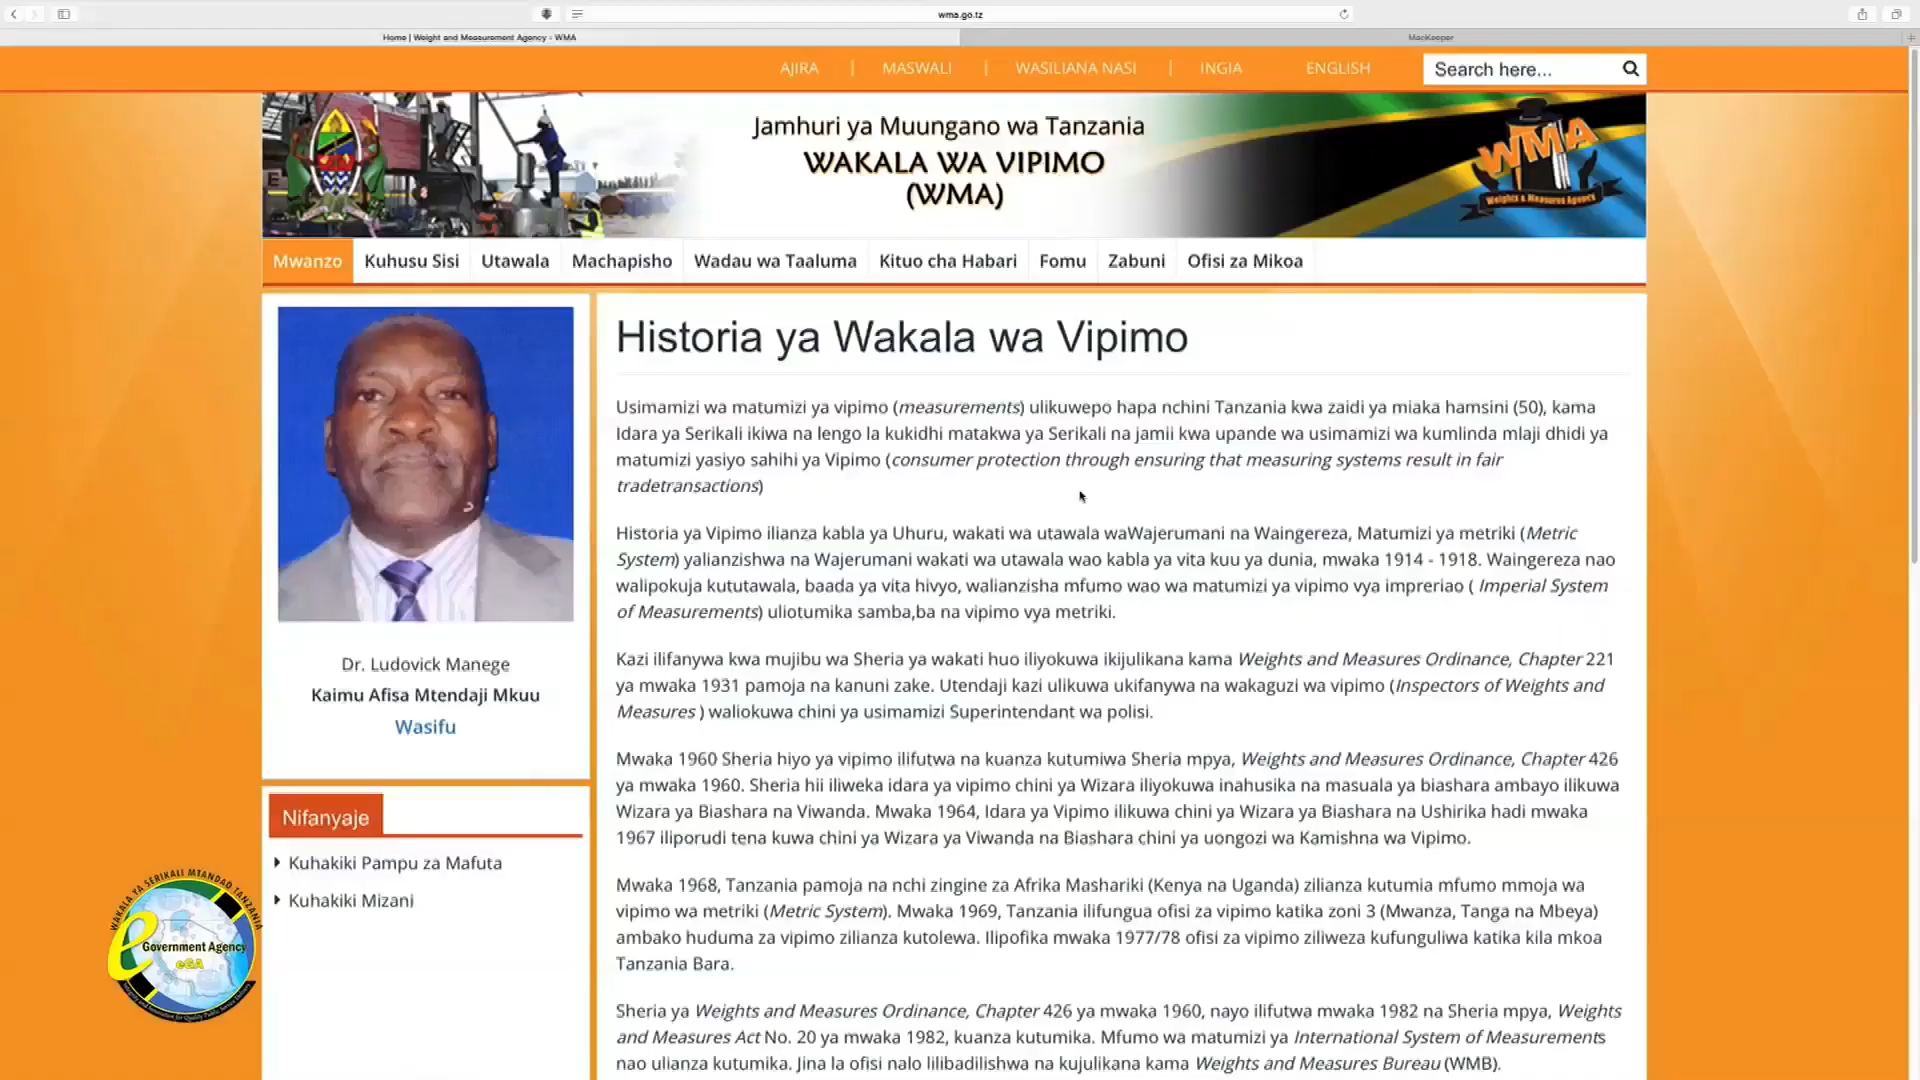 wma.go.tz
Home | Weight and Measurement Agency - WMA
MacKeeper
AJIRA | MASWALI | WASILIANA NASI | INGIA ENGLISH
Search here...
Jamhuri ya Muungano wa Tanzania
WAKALA WA VIPIMO
(WMA)
WMA
Weights & Measures Agency
Mwanzo Kuhusu Sisi Utawala Machapisho Wadau wa Taaluma Kituo cha Habari Fomu Zabuni Ofisi za Mikoa
Dr. Ludovick Manege
Kaimu Afisa Mtendaji Mkuu
Wasifu
Nifanyaje
Kuhakiki Pampu za Mafuta
Kuhakiki Mizani
WAKALA YA SERIKALI MTANDAO TANZANIA
e Government Agency
eGA
Historia ya Wakala wa Vipimo
Usimamizi wa matumizi ya vipimo (measurements) ulikuwepo hapa nchini Tanzania kwa zaidi ya miaka hamsini (50), kama
Idara ya Serikali ikiwa na lengo la kukidhi matakwa ya Serikali na jamii kwa upande wa usimamizi wa kumlinda mlaji dhidi ya
matumizi yasiyo sahihi ya Vipimo (consumer protection through ensuring that measuring systems result in fair
tradetransactions)
Historia ya Vipimo ilianza kabla ya Uhuru, wakati wa utawala waWajerumani na Waingereza, Matumizi ya metriki (Metric
System) yalianzishwa na Wajerumani wakati wa utawala wao kabla ya vita kuu ya dunia, mwaka 1914 - 1918. Waingereza nao
walipokuja kututawala, baada ya vita hivyo, walianzisha mfumo wao wa matumizi ya vipimo vya impreriao ( Imperial System
of Measurements) uliotumika samba,ba na vipimo vya metriki.
Kazi ilifanywa kwa mujibu wa Sheria ya wakati huo iliyokuwa ikijulikana kama Weights and Measures Ordinance, Chapter 221
ya mwaka 1931 pamoja na kanuni zake. Utendaji kazi ulikuwa ukifanywa na wakaguzi wa vipimo (Inspectors of Weights and
Measures ) waliokuwa chini ya usimamizi Superintendant wa polisi.
Mwaka 1960 Sheria hiyo ya vipimo ilifutwa na kuanza kutumiwa Sheria mpya, Weights and Measures Ordinance, Chapter 426
ya mwaka 1960. Sheria hii iliweka idara ya vipimo chini ya Wizara iliyokuwa inahusika na masuala ya biashara ambayo ilikuwa
Wizara ya Biashara na Viwanda. Mwaka 1964, Idara ya Vipimo ilikuwa chini ya Wizara ya Biashara na Ushirika hadi mwaka
1967 iliporudi tena kuwa chini ya Wizara ya Viwanda na Biashara chini ya uongozi wa Kamishna wa Vipimo.
Mwaka 1968, Tanzania pamoja na nchi zingine za Afrika Mashariki (Kenya na Uganda) zilianza kutumia mfumo mmoja wa
vipimo wa metriki (Metric System). Mwaka 1969, Tanzania ilifungua ofisi za vipimo katika zoni 3 (Mwanza, Tanga na Mbeya)
ambako huduma za vipimo zilianza kutolewa. Ilipofika mwaka 1977/78 ofisi za vipimo ziliweza kufunguliwa katika kila mkoa
Tanzania Bara.
Sheria ya Weights and Measures Ordinance, Chapter 426 ya mwaka 1960, nayo ilifutwa mwaka 1982 na Sheria mpya, Weights
and Measures Act No. 20 ya mwaka 1982, kuanza kutumika. Mfumo wa matumizi ya International System of Measurements
nao ulianza kutumika. Jina la ofisi nalo lilibadilishwa na kujulikana kama Weights and Measures Bureau (WMB).